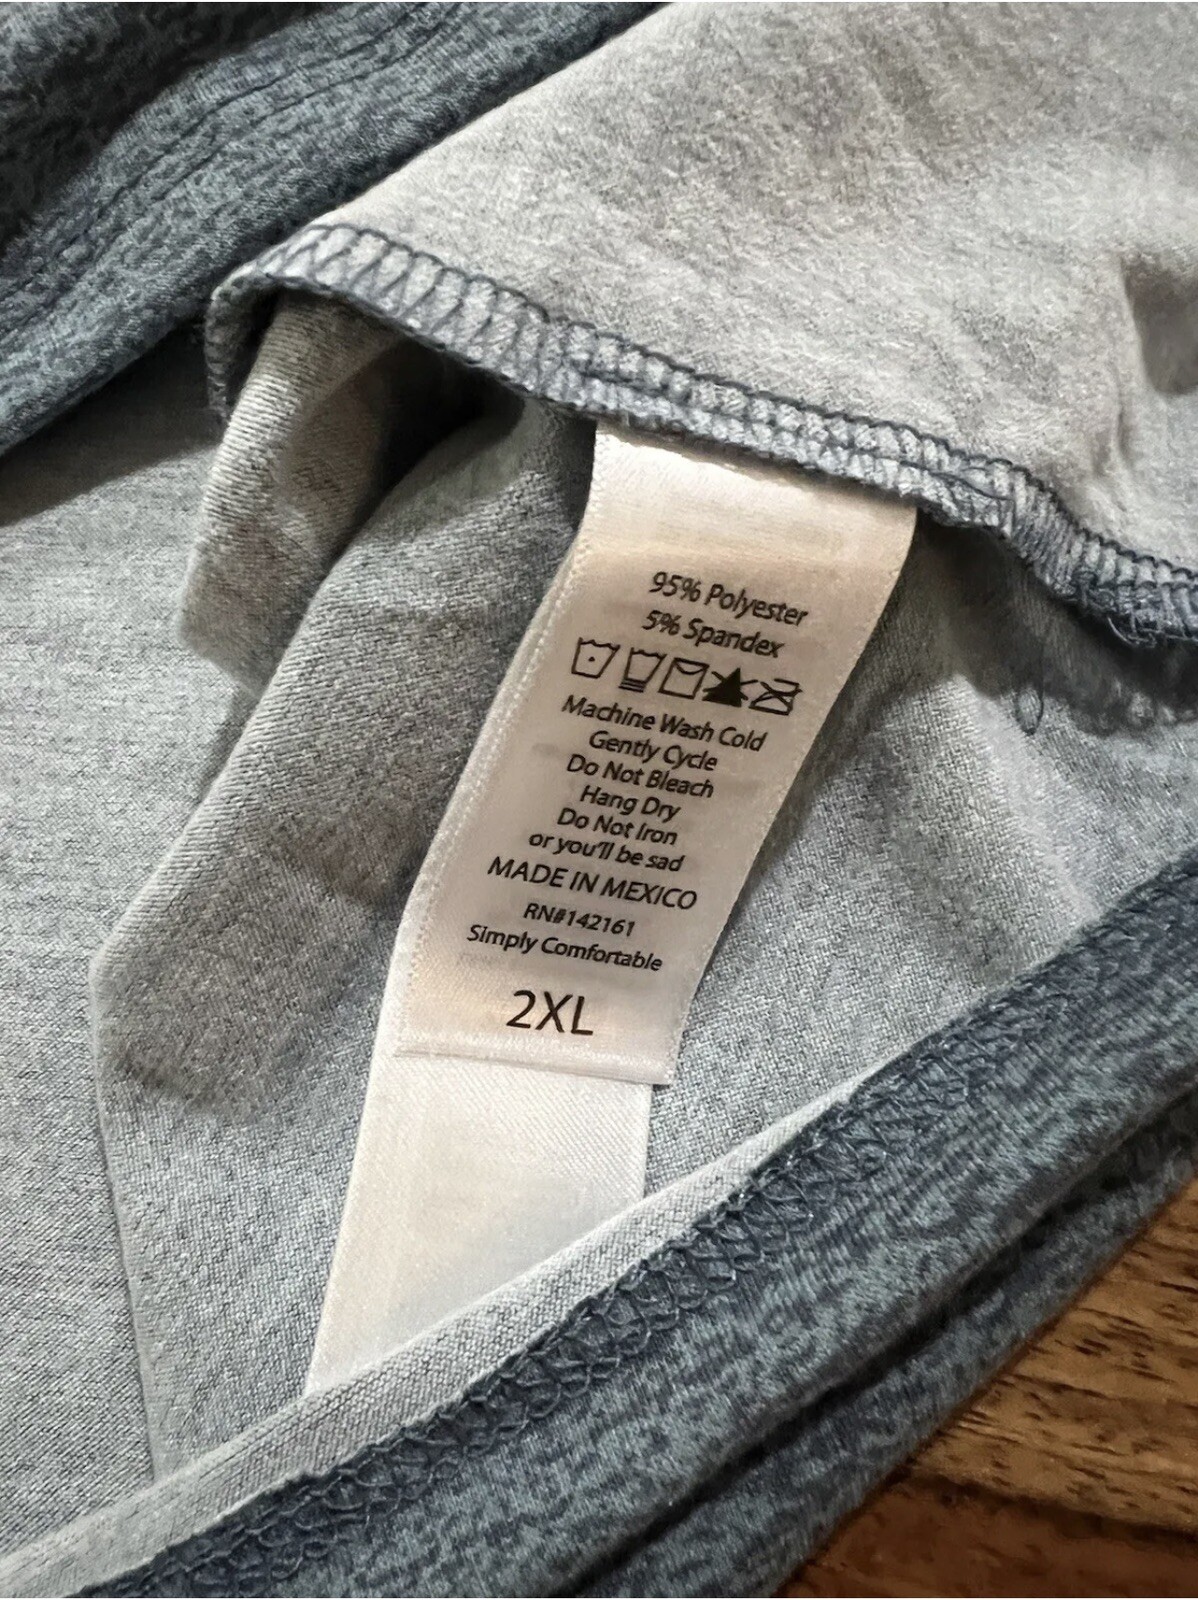 95% Polyester
5% Spandex
Machine Wash Cold
Gently Cycle
Do Not Bleach
Hang Dry
Do Not Iron
or you'll be sad
MADE IN MEXICO
RN#142161
Simply Comfortable
2XL